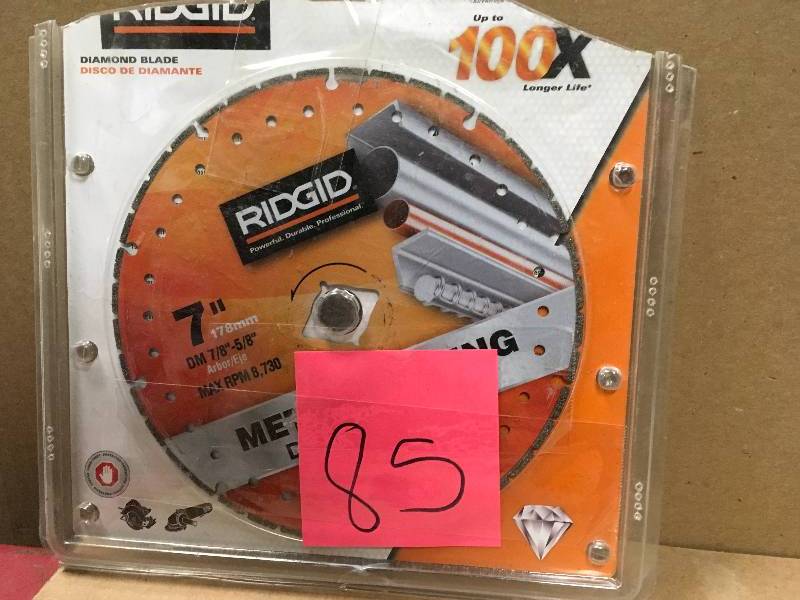 RIDGID
DIAMOND BLADE
DISCO DE DIAMANTE
Up to
100X
Longer Life*
RIDGID
Powerful. Durable. Professional.
7"
178mm
DM 7/8"-5/8"
Arbor/Eje
MAX RPM 8,730
85